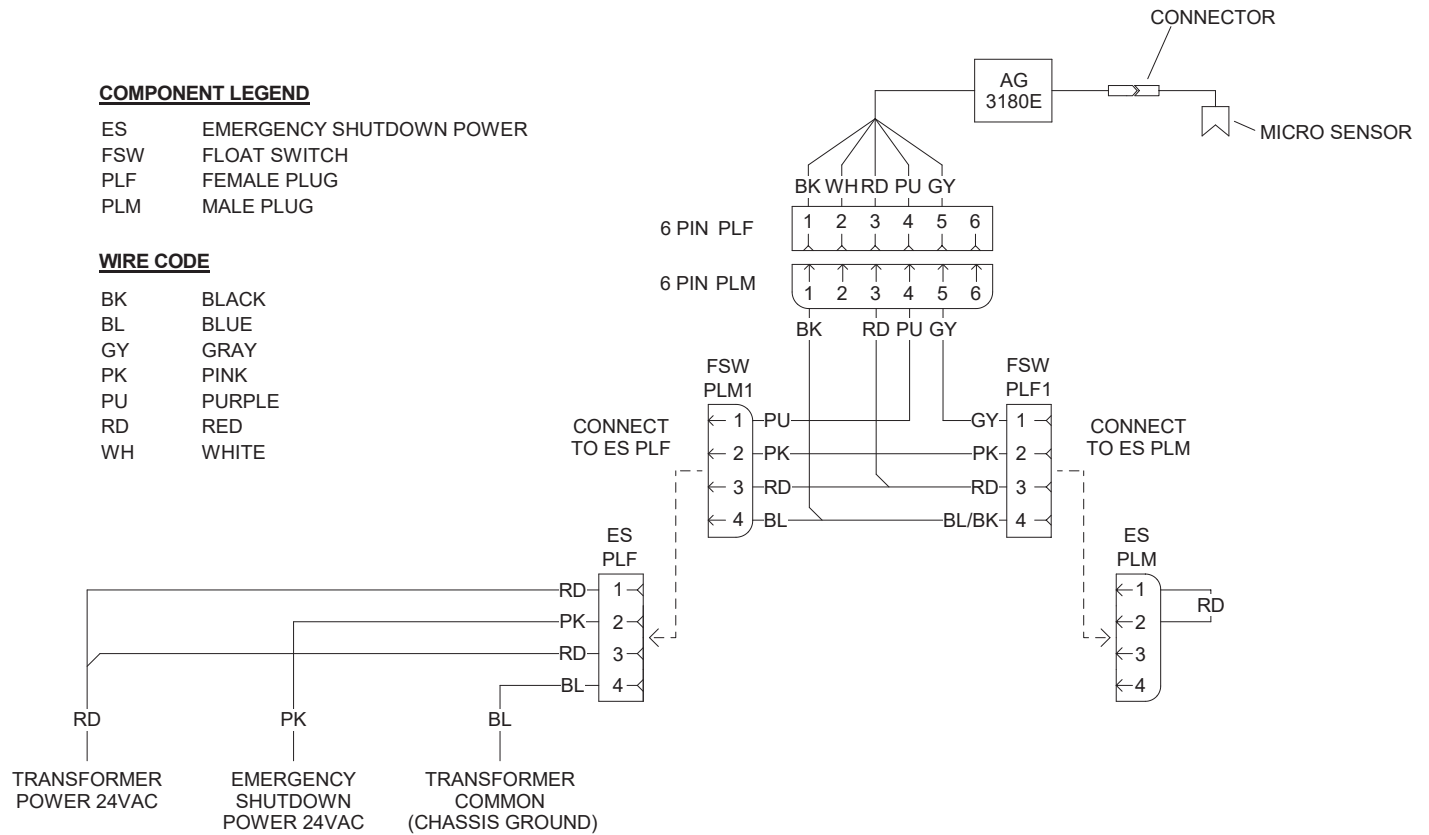 CONNECTOR
AG
3180E
MICRO SENSOR
COMPONENT LEGEND
ES EMERGENCY SHUTDOWN POWER
FSW FLOAT SWITCH
PLF FEMALE PLUG
PLM MALE PLUG
WIRE CODE
BK BLACK
BL BLUE
GY GRAY
PK PINK
PU PURPLE
RD RED
WH WHITE
BK WH RD PU GY
6 PIN PLF
1 2 3 4 5 6
6 PIN PLM
1 2 3 4 5 6
BK RD PU GY
FSW
PLM1
1 PU
2 PK
3 RD
4 BL
CONNECT
TO ES PLF
FSW
PLF1
GY 1
PK 2
RD 3
BL/BK 4
CONNECT
TO ES PLM
ES
PLF
RD 1
PK 2
RD 3
BL 4
ES
PLM
1
2
3
4
RD
RD
PK
BL
TRANSFORMER
POWER 24VAC
EMERGENCY
SHUTDOWN
POWER 24VAC
TRANSFORMER
COMMON
(CHASSIS GROUND)